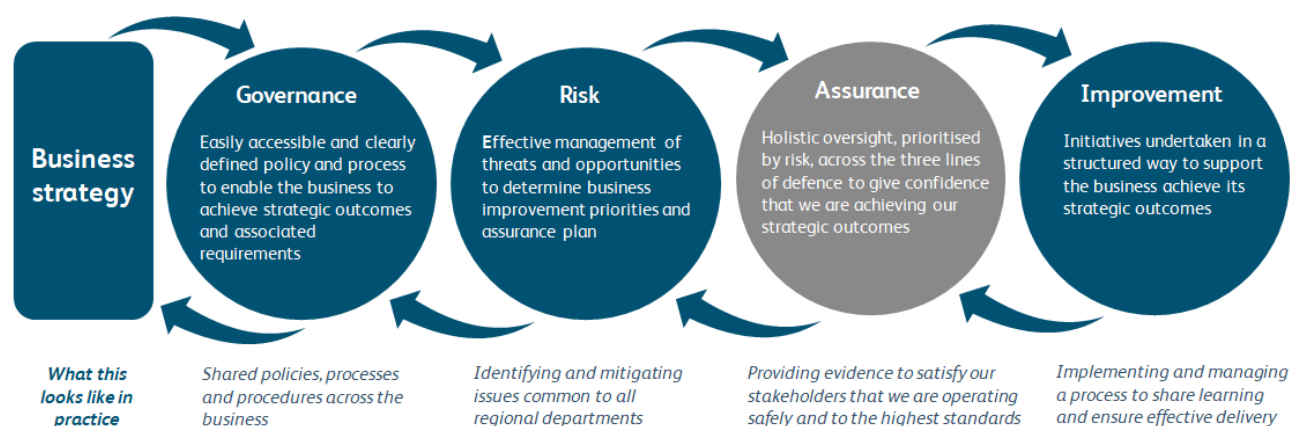 Business
strategy
Governance
Easily accessible and clearly
defined policy and process
to enable the business to
achieve strategic outcomes
and associated
requirements
Risk
Effective management of
threats and opportunities
to determine business
improvement priorities and
assurance plan
Assurance
Holistic oversight, prioritised
by risk, across the three lines
of defence to give confidence
that we are achieving our
strategic outcomes
Improvement
Initiatives undertaken in a
structured way to support
the business achieve its
strategic outcomes
What this
looks like in
practice
Shared policies, processes
and procedures across the
business
Identifying and mitigating
issues common to all
regional departments
Providing evidence to satisfy our
stakeholders that we are operating
safely and to the highest standards
Implementing and managing
a process to share learning
and ensure effective delivery